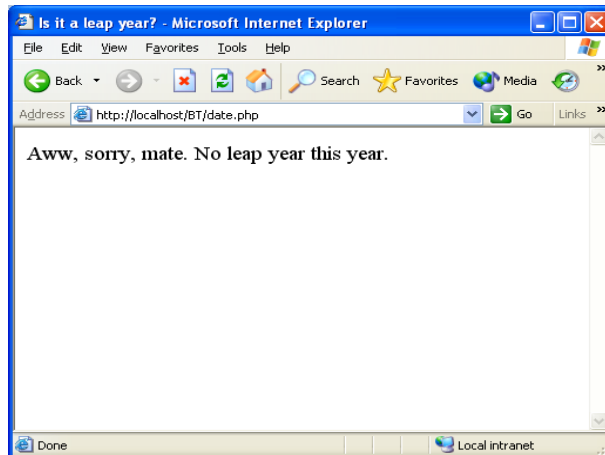 Is it a leap year? - Microsoft Internet Explorer
File Edit View Favorites Tools Help
Back Search Favorites Media »
Address http://localhost/BT/date.php Go Links »
Aww, sorry, mate. No leap year this year.
Done Local intranet